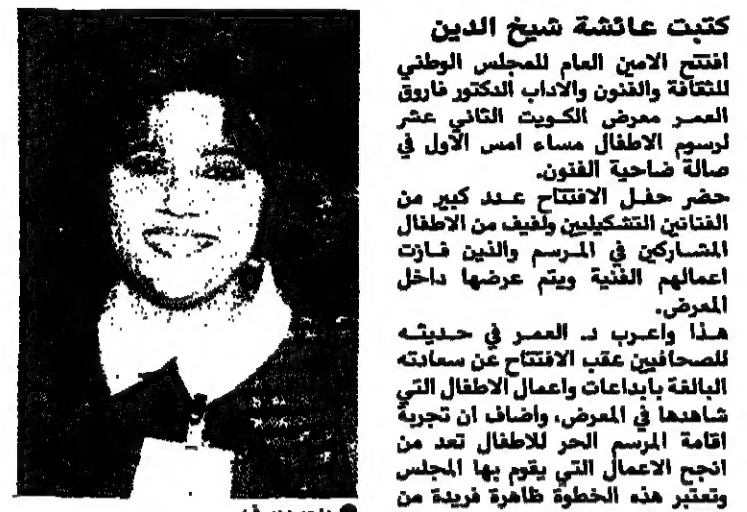 كتبت عائشة شيخ الدين
افتتح الامين العام للمجلس الوطني
للثقافة والفنون والاداب الدكتور فاروق
العمر معرض الكويت الثاني عشر
لرسوم الاطفال مساء امس الأول في
صالة ضاحية الفنون.
حضر حفل الافتتاح عدد كبير من
الفنانين التشكيليين ولفيف من الاطفال
المشاركين في المرسم والذين فازت
اعمالهم الفنية ويتم عرضها داخل
المعرض.
هذا واعرب د. العمر في حديثه
للصحافيين عقب الافتتاح عن سعادته
البالغة بابداعات واعمال الاطفال التي
شاهدها في المعرض، واضاف ان تجربة
اقامة المرسم الحر للاطفال تعد من
انجح الاعمال التي يقوم بها المجلس
وتعتبر هذه الخطوة ظاهرة فريدة من